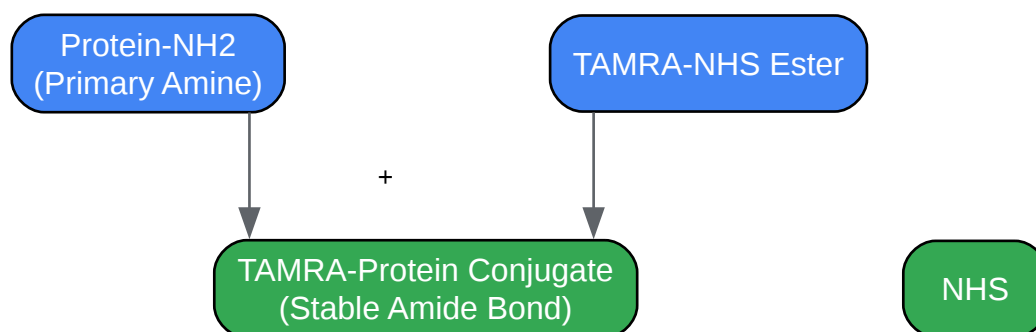 Protein-NH2
(Primary Amine)
TAMRA-NHS Ester
+
TAMRA-Protein Conjugate
(Stable Amide Bond)
NHS